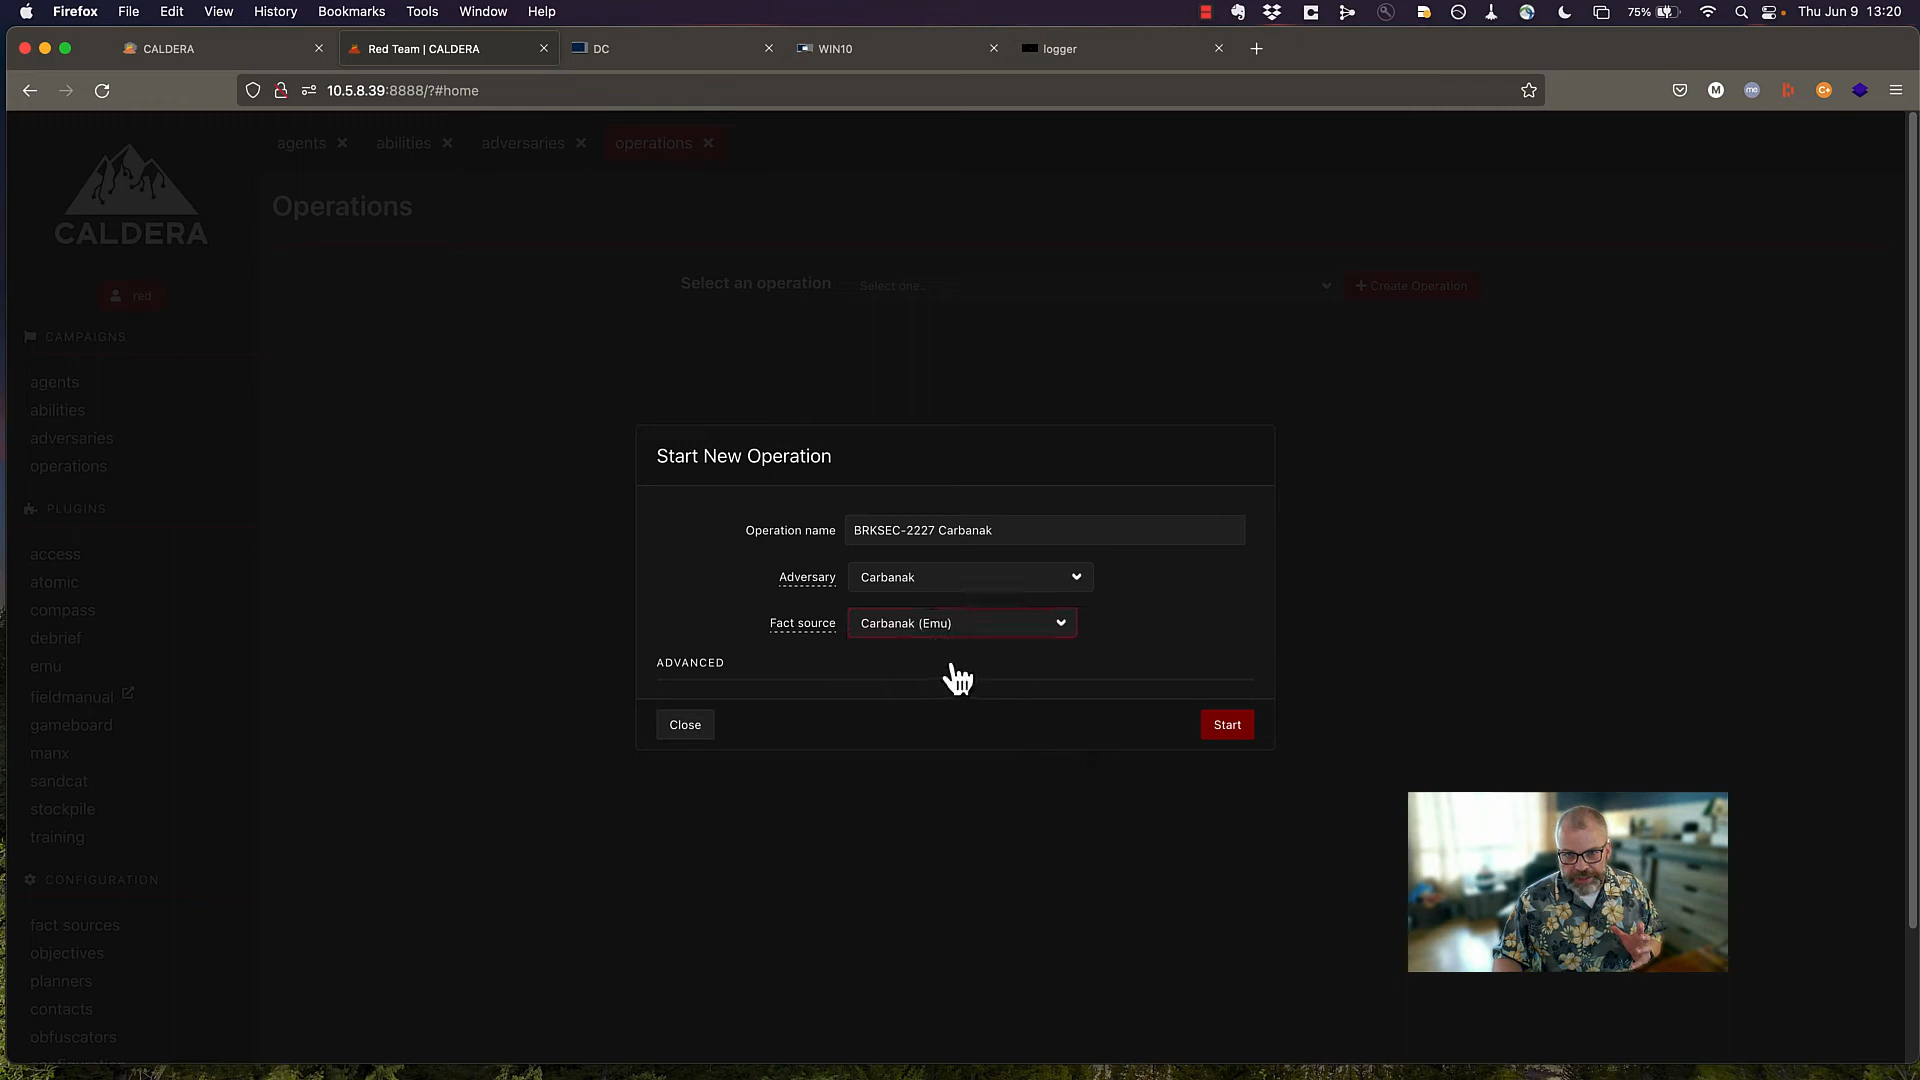 Firefox File Edit View History Bookmarks Tools Window Help 75% Thu Jun 9 13:20
CALDERA Red Team | CALDERA DC WIN10 logger
10.5.8.39:8888/?#home
agents abilities adversaries operations
CALDERA
Operations
Select an operation Select one... + Create Operation
red
CAMPAIGNS
agents
abilities
adversaries
operations
PLUGINS
access
atomic
compass
debrief
emu
fieldmanual
gameboard
manx
sandcat
stockpile
training
CONFIGURATION
fact sources
objectives
planners
contacts
obfuscators
Start New Operation
Operation name BRKSEC-2227 Carbanak
Adversary Carbanak
Fact source Carbanak (Emu)
ADVANCED
Close Start